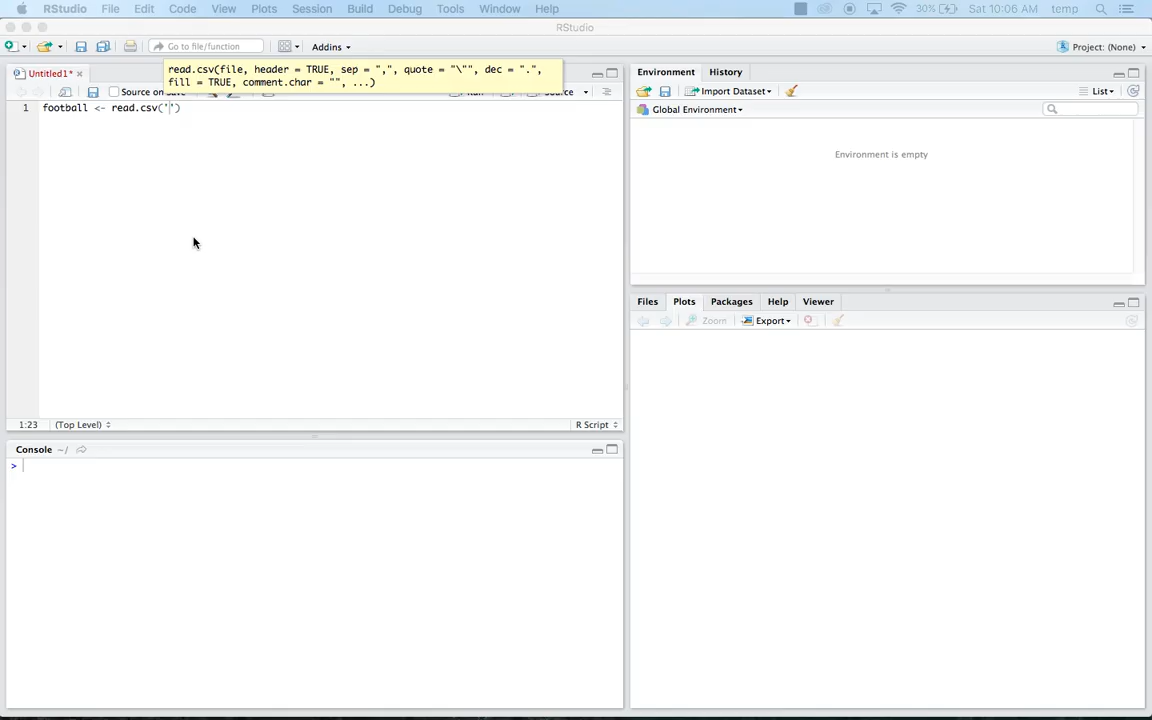 RStudio File Edit Code View Plots Session Build Debug Tools Window Help 30% Sat 10:06 AM temp
RStudio
Go to file/function Addins Project: (None)
Untitled1*
read.csv(file, header = TRUE, sep = ",", quote = "\"", dec = ".",
fill = TRUE, comment.char = "", ...)
Source on
1 football <- read.csv('')
1:23 (Top Level) R Script
Console ~/
>
Environment History
Import Dataset List
Global Environment
Environment is empty
Files Plots Packages Help Viewer
Zoom Export